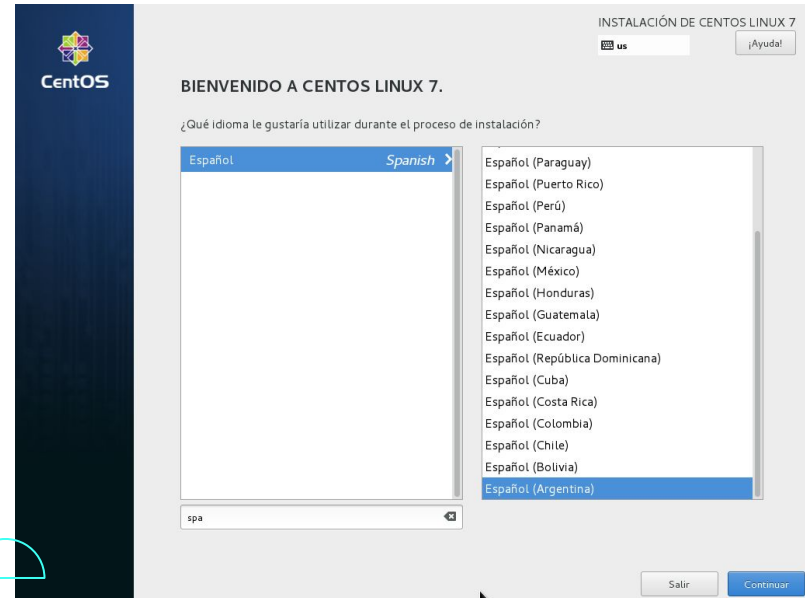 INSTALACIÓN DE CENTOS LINUX 7
us
¡Ayuda!
CentOS
BIENVENIDO A CENTOS LINUX 7.
¿Qué idioma le gustaría utilizar durante el proceso de instalación?
Español Spanish
Español (Paraguay)
Español (Puerto Rico)
Español (Perú)
Español (Panamá)
Español (Nicaragua)
Español (México)
Español (Honduras)
Español (Guatemala)
Español (Ecuador)
Español (República Dominicana)
Español (Cuba)
Español (Costa Rica)
Español (Colombia)
Español (Chile)
Español (Bolivia)
Español (Argentina)
spa
Salir
Continuar